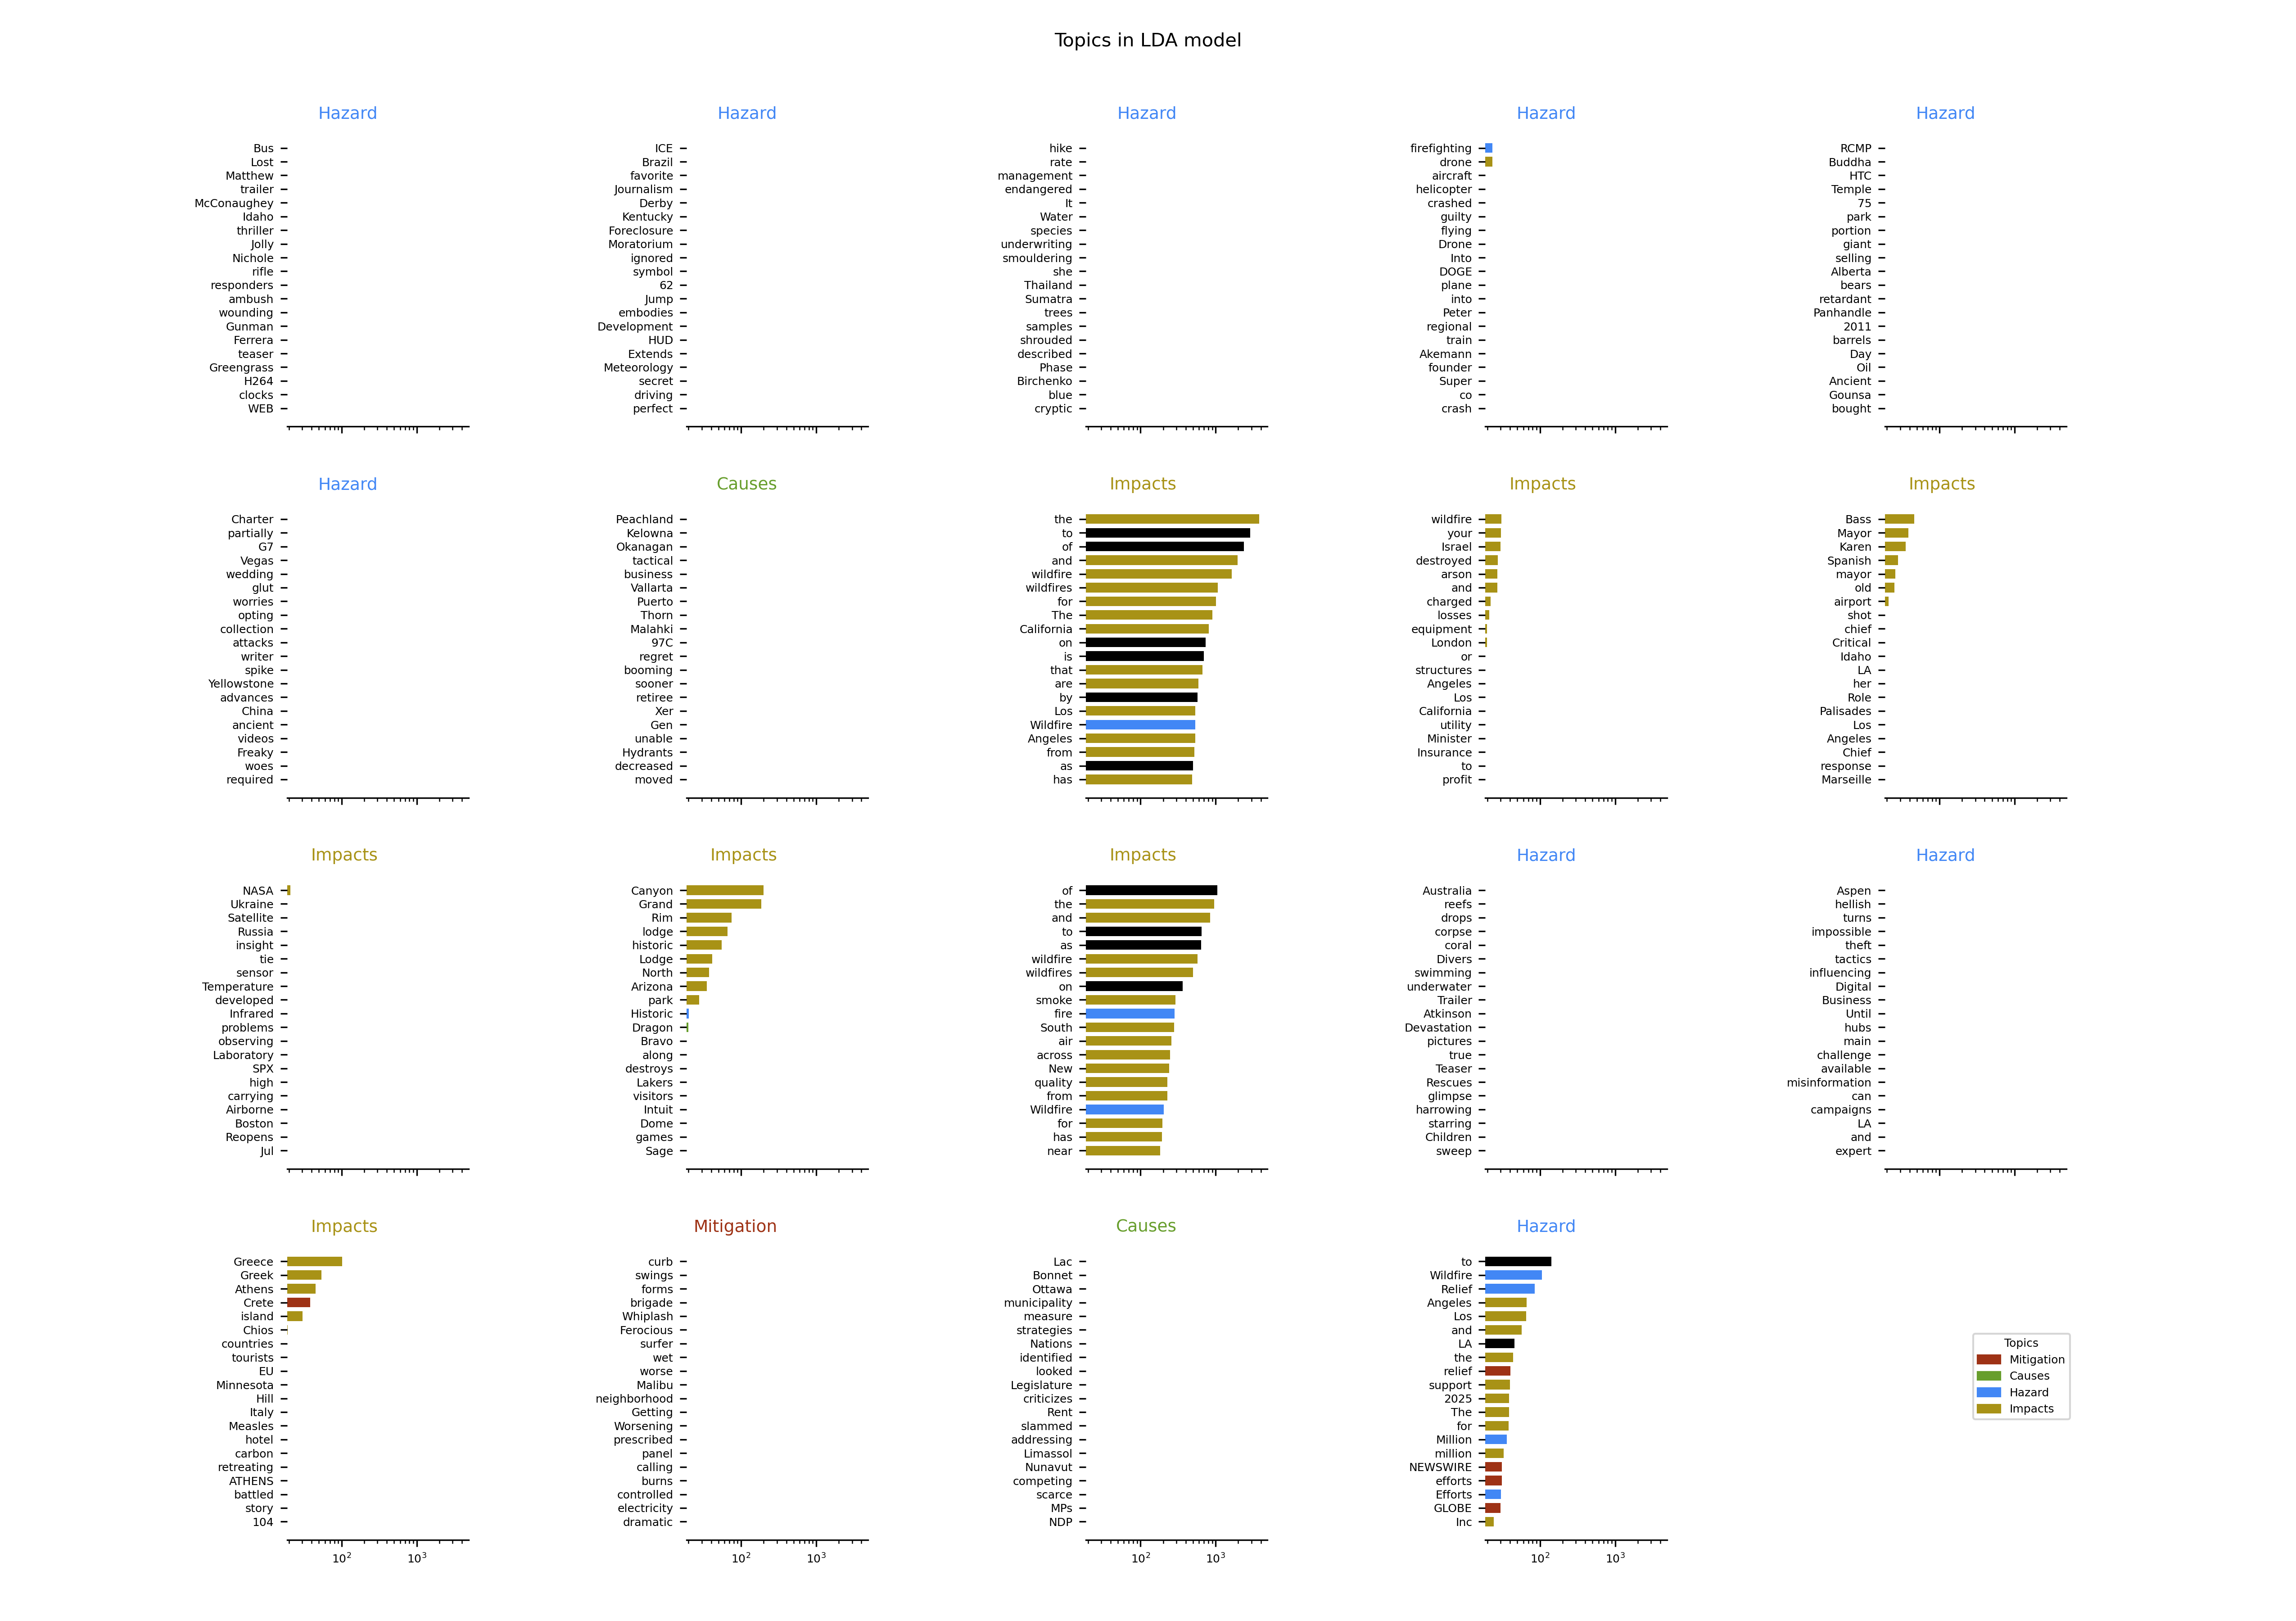 Topics in LDA model
Hazard
Bus
Lost
Matthew
trailer
McConaughey
Idaho
thriller
Jolly
Nichole
rifle
responders
ambush
wounding
Gunman
Ferrera
teaser
Greengrass
H264
clocks
WEB
Hazard
ICE
Brazil
favorite
Journalism
Derby
Kentucky
Foreclosure
Moratorium
ignored
symbol
62
Jump
embodies
Development
HUD
Extends
Meteorology
secret
driving
perfect
Hazard
hike
rate
management
endangered
It
Water
species
underwriting
smouldering
she
Thailand
Sumatra
trees
samples
shrouded
described
Phase
Birchenko
blue
cryptic
Hazard
firefighting
drone
aircraft
helicopter
crashed
guilty
flying
Drone
Into
DOGE
plane
into
Peter
regional
train
Akemann
founder
Super
co
crash
Hazard
RCMP
Buddha
HTC
Temple
75
park
portion
giant
selling
Alberta
bears
retardant
Panhandle
2011
barrels
Day
Oil
Ancient
Gounsa
bought
Hazard
Charter
partially
G7
Vegas
wedding
glut
worries
opting
collection
attacks
writer
spike
Yellowstone
advances
China
ancient
videos
Freaky
woes
required
Causes
Peachland
Kelowna
Okanagan
tactical
business
Vallarta
Puerto
Thorn
Malahki
97C
regret
booming
sooner
retiree
Xer
Gen
unable
Hydrants
decreased
moved
Impacts
the
to
of
and
wildfire
wildfires
for
The
California
on
is
that
are
by
Los
Wildfire
Angeles
from
as
has
Impacts
wildfire
your
Israel
destroyed
arson
and
charged
losses
equipment
London
or
structures
Angeles
Los
California
utility
Minister
Insurance
to
profit
Impacts
Bass
Mayor
Karen
Spanish
mayor
old
airport
shot
chief
Critical
Idaho
LA
her
Role
Palisades
Los
Angeles
Chief
response
Marseille
Impacts
NASA
Ukraine
Satellite
Russia
insight
tie
sensor
Temperature
developed
Infrared
problems
observing
Laboratory
SPX
high
carrying
Airborne
Boston
Reopens
Jul
Impacts
Canyon
Grand
Rim
lodge
historic
Lodge
North
Arizona
park
Historic
Dragon
Bravo
along
destroys
Lakers
visitors
Intuit
Dome
games
Sage
Impacts
of
the
and
to
as
wildfire
wildfires
on
smoke
fire
South
air
across
New
quality
from
Wildfire
for
has
near
Hazard
Australia
reefs
drops
corpse
coral
Divers
swimming
underwater
Trailer
Atkinson
Devastation
pictures
true
Teaser
Rescues
glimpse
harrowing
starring
Children
sweep
Hazard
Aspen
hellish
turns
impossible
theft
tactics
influencing
Digital
Business
Until
hubs
main
challenge
available
misinformation
can
campaigns
LA
and
expert
Impacts
Greece
Greek
Athens
Crete
island
Chios
countries
tourists
EU
Minnesota
Hill
Italy
Measles
hotel
carbon
retreating
ATHENS
battled
story
104
10²
10³
Mitigation
curb
swings
forms
brigade
Whiplash
Ferocious
surfer
wet
worse
Malibu
neighborhood
Getting
Worsening
prescribed
panel
calling
burns
controlled
electricity
dramatic
10²
10³
Causes
Lac
Bonnet
Ottawa
municipality
measure
strategies
Nations
identified
looked
Legislature
criticizes
Rent
slammed
addressing
Limassol
Nunavut
competing
scarce
MPs
NDP
10²
10³
Hazard
to
Wildfire
Relief
Angeles
Los
and
LA
the
relief
support
2025
The
for
Million
million
NEWSWIRE
efforts
Efforts
GLOBE
Inc
10²
10³
Topics
Mitigation
Causes
Hazard
Impacts